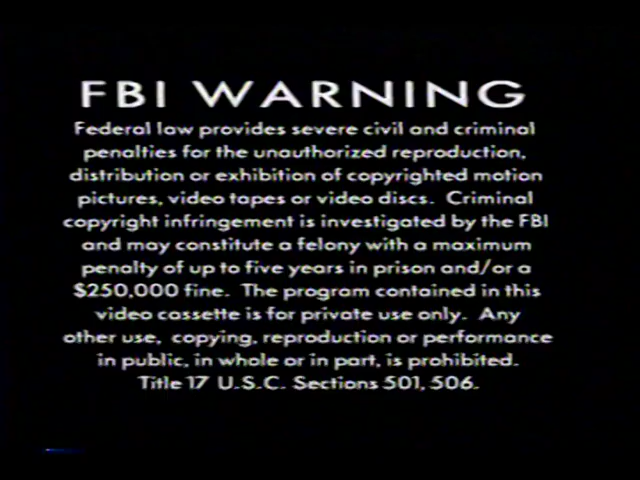 FBI WARNING
Federal law provides severe civil and criminal
penalties for the unauthorized reproduction,
distribution or exhibition of copyrighted motion
pictures, video tapes or video discs.  Criminal
copyright infringement is investigated by the FBI
and may constitute a felony with a maximum
penalty of up to five years in prison and/or a
$250,000 fine.  The program contained in this
video cassette is for private use only.  Any
other use,  copying, reproduction or performance
in public, in whole or in part, is prohibited.
Title 17  U.S.C.  Sections 501, 506.